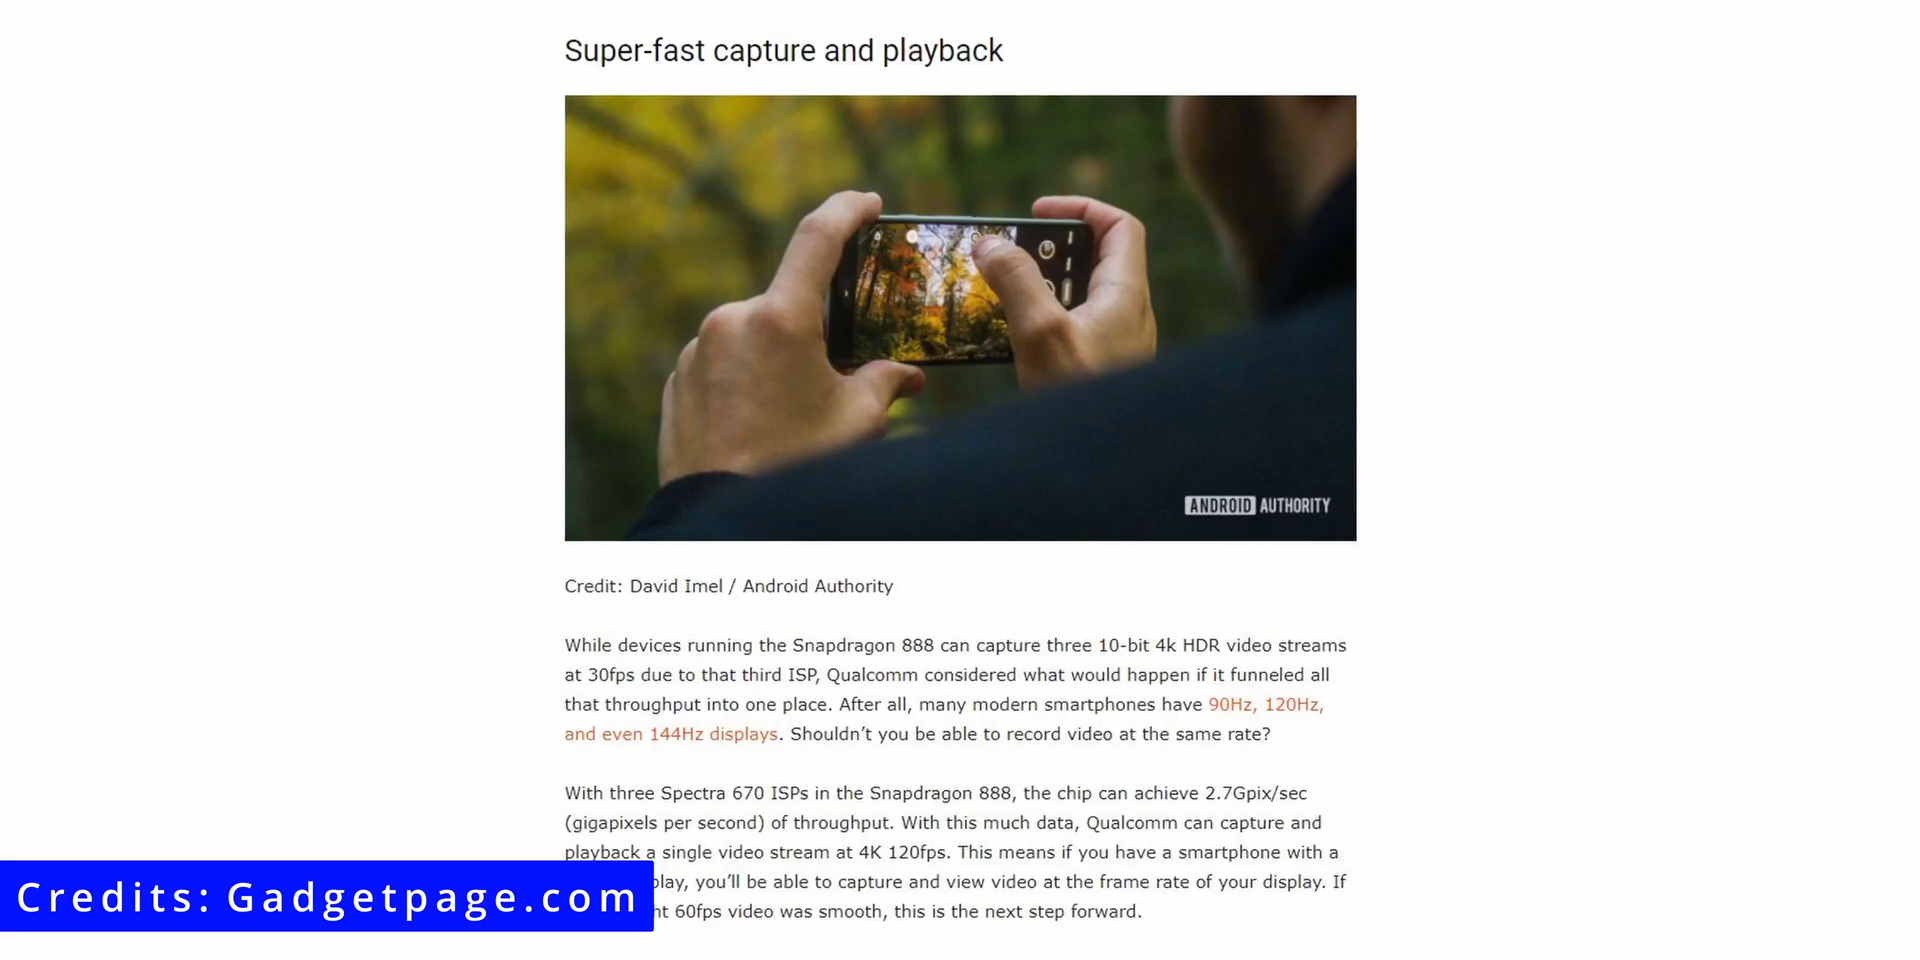 Super-fast capture and playback
ANDROID AUTHORITY
Credit: David Imel / Android Authority
While devices running the Snapdragon 888 can capture three 10-bit 4k HDR video streams
at 30fps due to that third ISP, Qualcomm considered what would happen if it funneled all
that throughput into one place. After all, many modern smartphones have 90Hz, 120Hz,
and even 144Hz displays. Shouldn’t you be able to record video at the same rate?
With three Spectra 670 ISPs in the Snapdragon 888, the chip can achieve 2.7Gpix/sec
(gigapixels per second) of throughput. With this much data, Qualcomm can capture and
playback a single video stream at 4K 120fps. This means if you have a smartphone with a
you’ll be able to capture and view video at the frame rate of your display. If
60fps video was smooth, this is the next step forward.
Credits: Gadgetpage.com